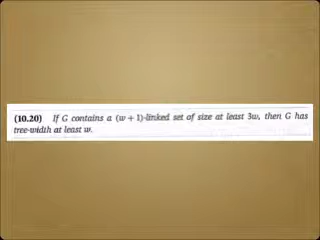 (10.20) If G contains a (w + 1)-linked set of size at least 3w, then G has
tree-width at least w.